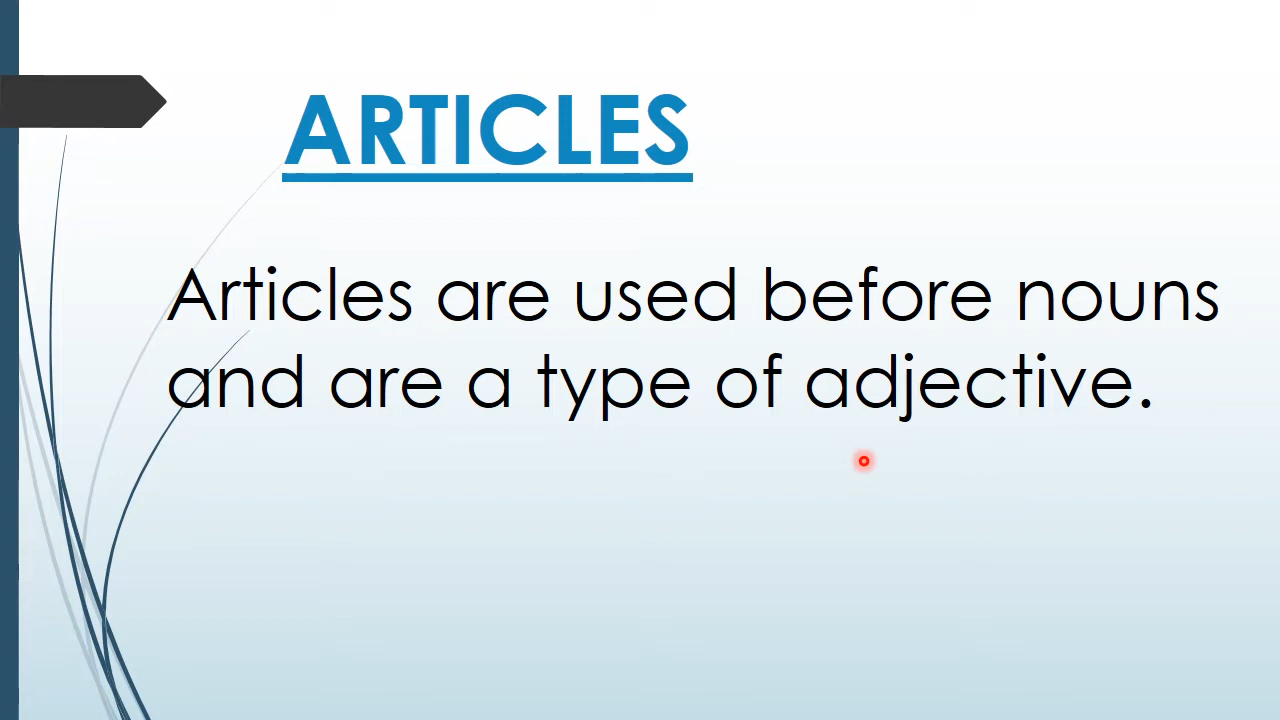 ARTICLES
Articles are used before nouns
and are a type of adjective.